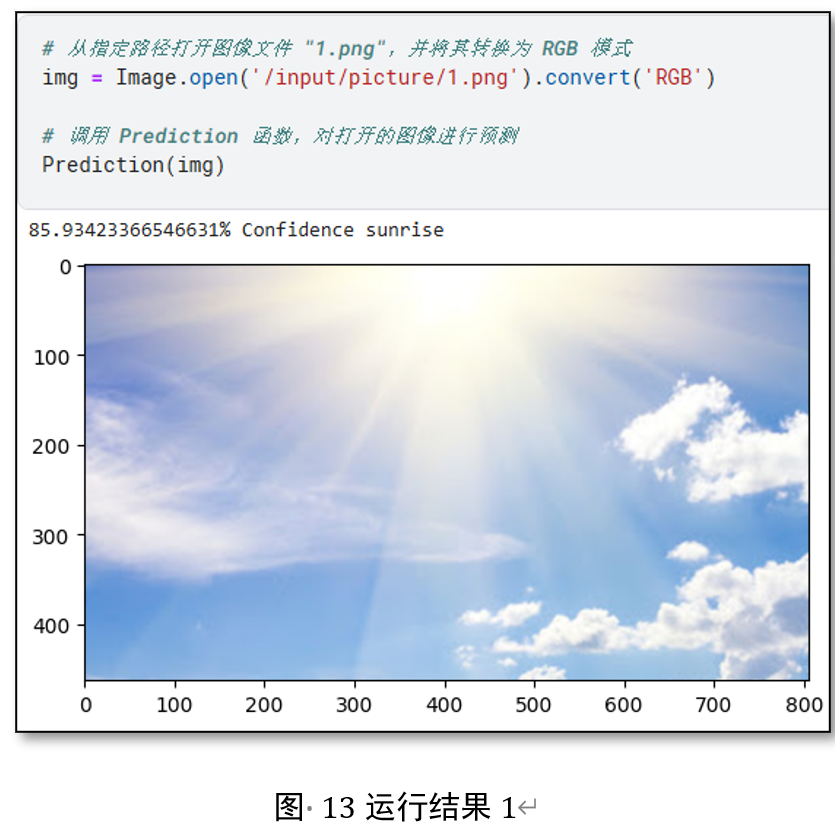 # 从指定路径打开图像文件 "1.png"，并将其转换为 RGB 模式
img = Image.open('/input/picture/1.png').convert('RGB')
# 调用 Prediction 函数，对打开的图像进行预测
Prediction(img)
85.93423366546631% Confidence sunrise
0
100
200
300
400
0 100 200 300 400 500 600 700 800
图· 13 运行结果 1↵